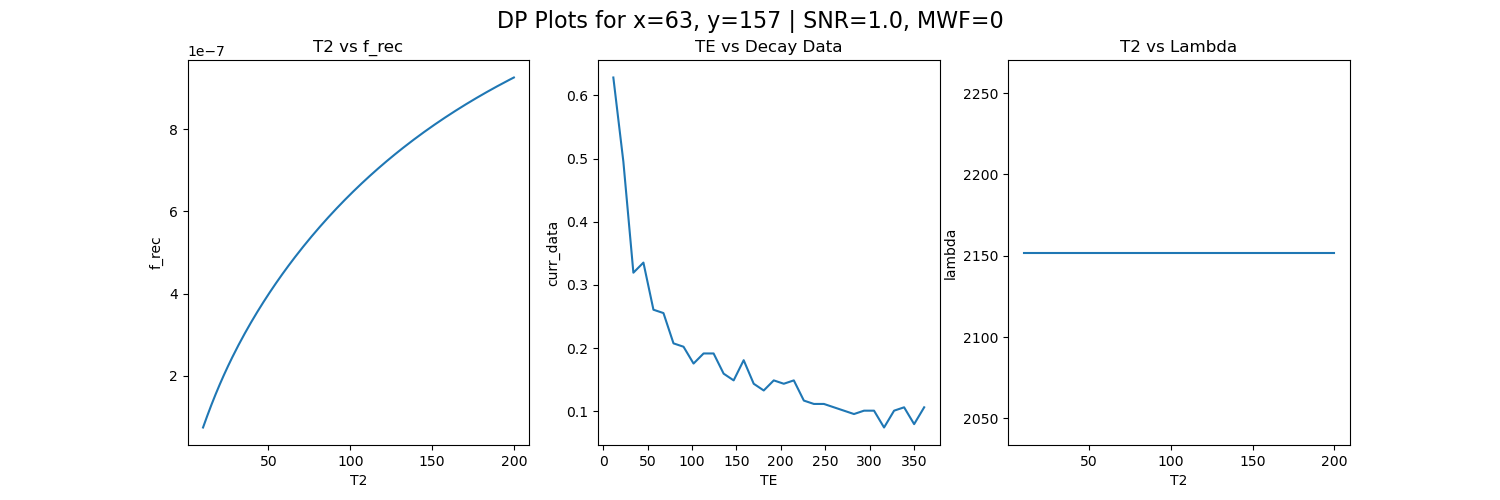 DP Plots for x=63, y=157 | SNR=1.0, MWF=0
T2 vs f_rec
1e−7
8
6
4
2
f_rec
50
100
150
200
T2
TE vs Decay Data
0.6
0.5
0.4
0.3
0.2
0.1
curr_data
0
50
100
150
200
250
300
350
TE
T2 vs Lambda
2250
2200
2150
2100
2050
lambda
50
100
150
200
T2